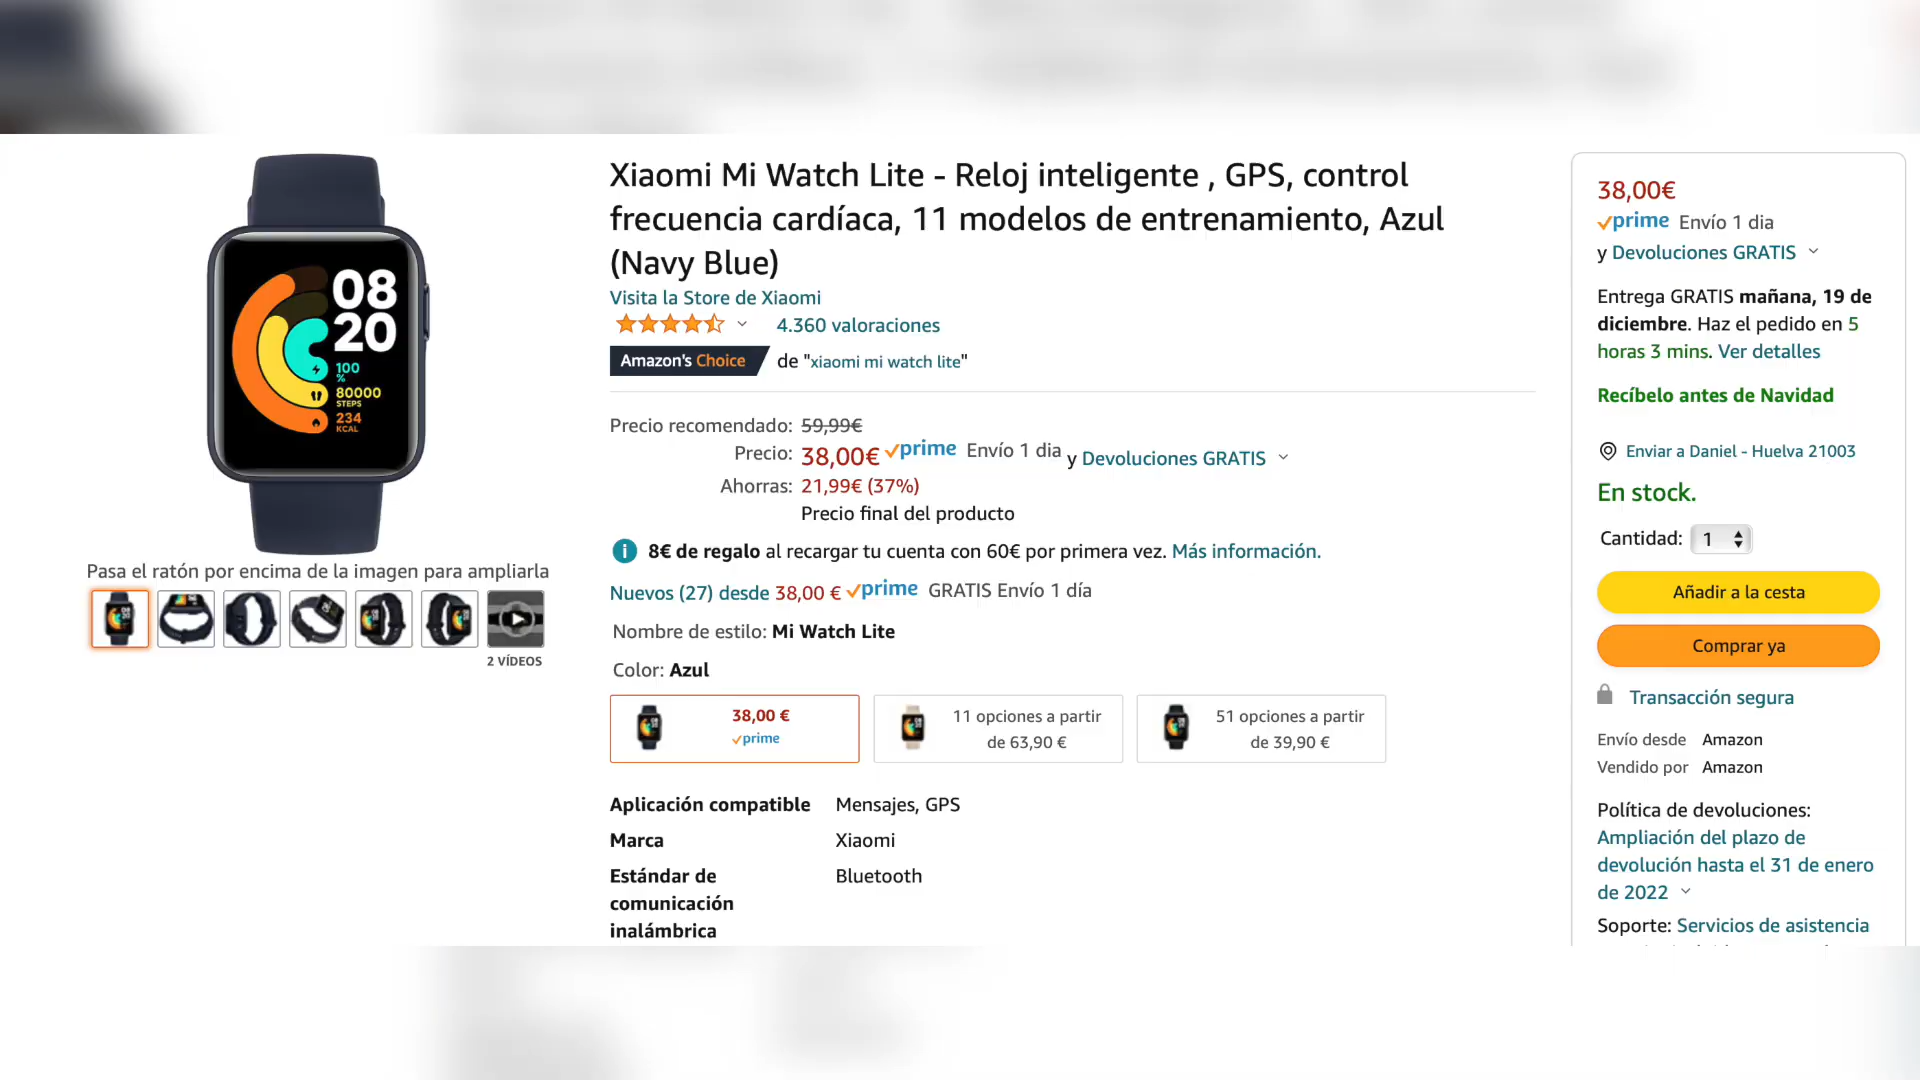 08
20
100
%
80000
STEPS
234
KCAL
Pasa el ratón por encima de la imagen para ampliarla
2 VÍDEOS
Xiaomi Mi Watch Lite - Reloj inteligente , GPS, control
frecuencia cardíaca, 11 modelos de entrenamiento, Azul
(Navy Blue)
Visita la Store de Xiaomi
4.360 valoraciones
Amazon's Choice de "xiaomi mi watch lite"
Precio recomendado: 59,99€
Precio: 38,00€ prime Envío 1 dia y Devoluciones GRATIS
Ahorras: 21,99€ (37%)
Precio final del producto
i 8€ de regalo al recargar tu cuenta con 60€ por primera vez. Más información.
Nuevos (27) desde 38,00 € prime GRATIS Envío 1 día
Nombre de estilo: Mi Watch Lite
Color: Azul
38,00 €
prime
11 opciones a partir
de 63,90 €
51 opciones a partir
de 39,90 €
Aplicación compatible Mensajes, GPS
Marca Xiaomi
Estándar de Bluetooth
comunicación
inalámbrica
38,00€
prime Envío 1 dia
y Devoluciones GRATIS
Entrega GRATIS mañana, 19 de
diciembre. Haz el pedido en 5
horas 3 mins. Ver detalles
Recíbelo antes de Navidad
Enviar a Daniel - Huelva 21003
En stock.
Cantidad: 1
Añadir a la cesta
Comprar ya
Transacción segura
Envío desde Amazon
Vendido por Amazon
Política de devoluciones:
Ampliación del plazo de
devolución hasta el 31 de enero
de 2022
Soporte: Servicios de asistencia